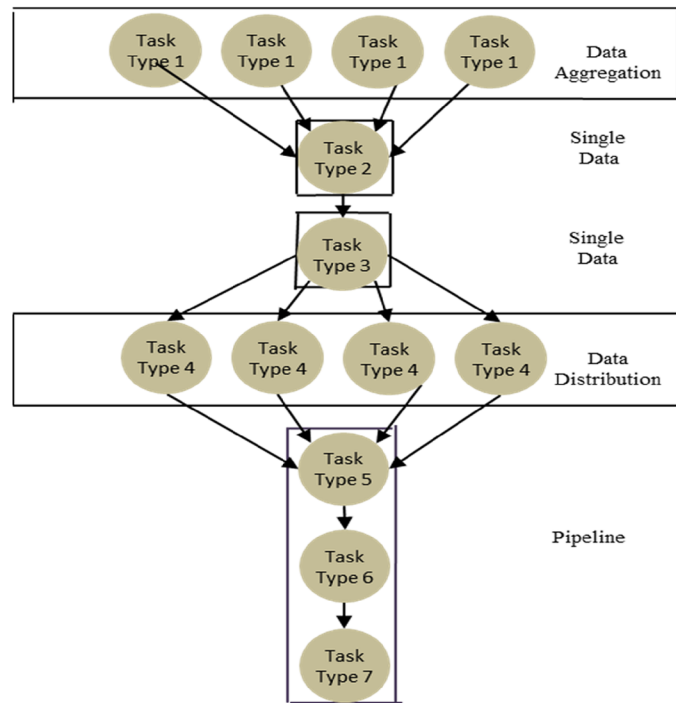 Task
Type 1
Task
Type 1
Task
Type 1
Task
Type 1
Data
Aggregation
Task
Type 2
Single
Data
Task
Type 3
Single
Data
Task
Type 4
Task
Type 4
Task
Type 4
Task
Type 4
Data
Distribution
Task
Type 5
Pipeline
Task
Type 6
Task
Type 7